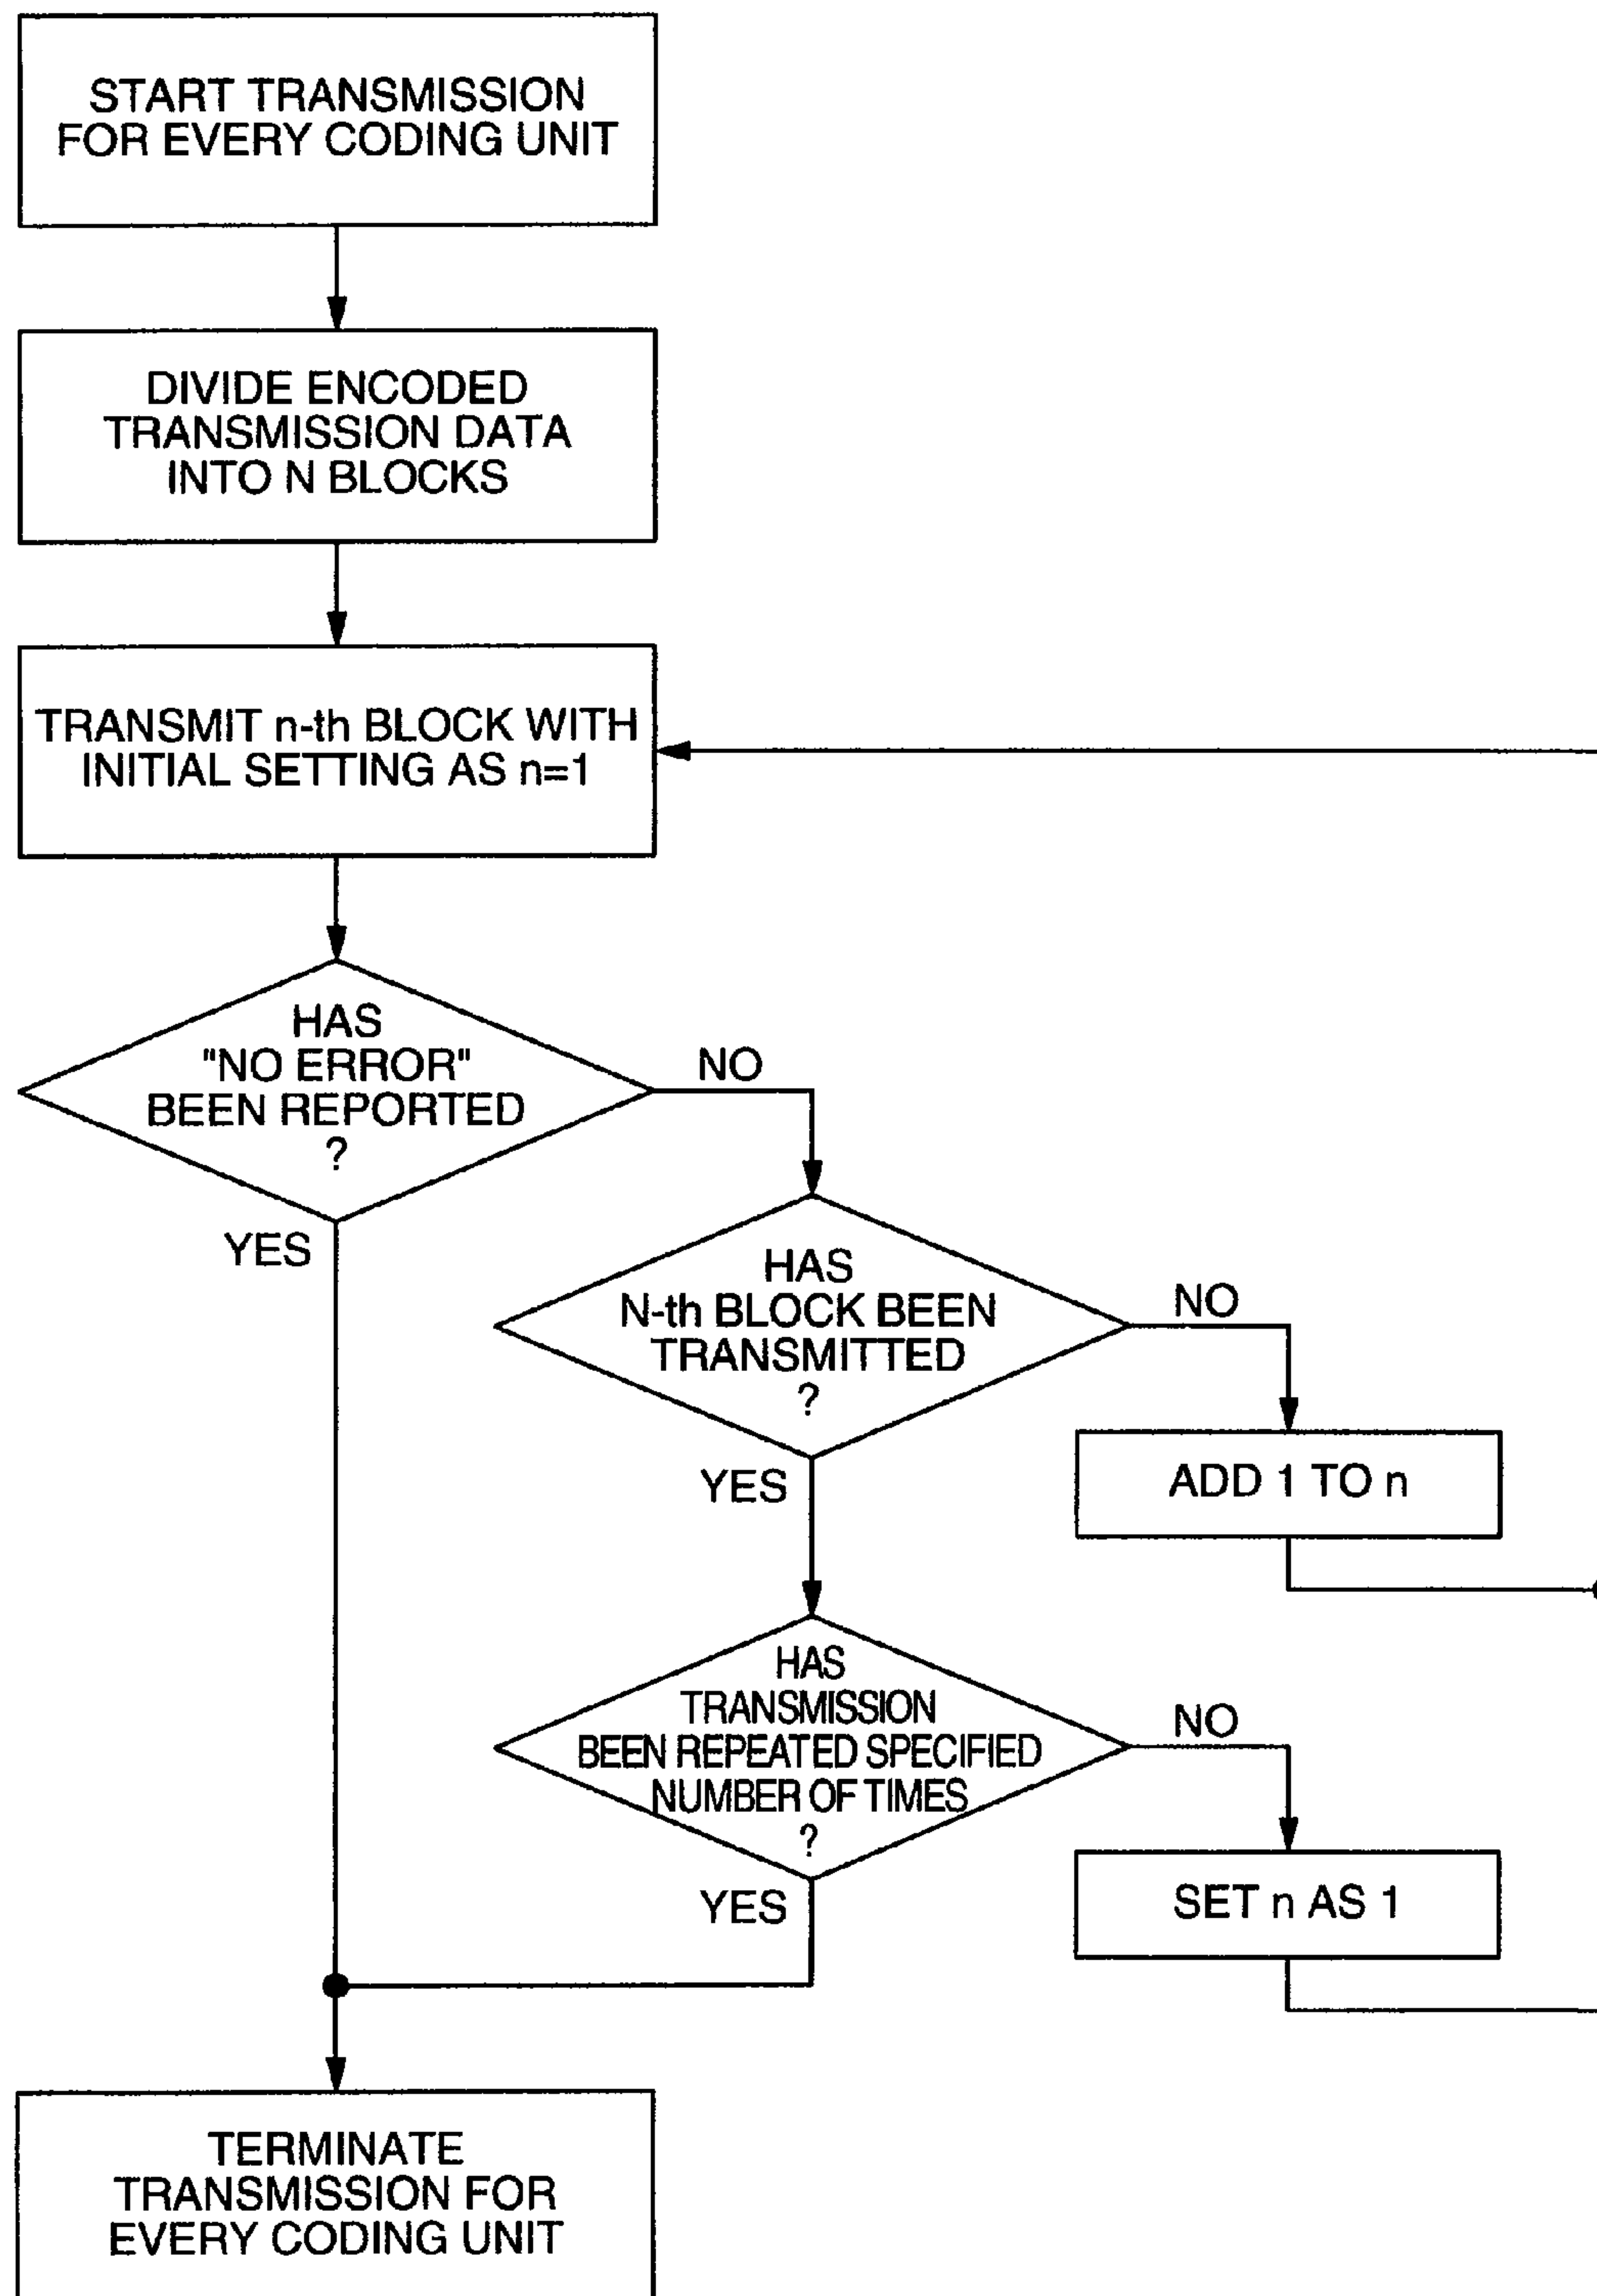 START TRANSMISSION
FOR EVERY CODING UNIT
DIVIDE ENCODED
TRANSMISSION DATA
INTO N BLOCKS
TRANSMIT n-th BLOCK WITH
INITIAL SETTING AS n=1
HAS
"NO ERROR"
BEEN REPORTED
?
NO
YES
HAS
N-th BLOCK BEEN
TRANSMITTED
?
NO
YES
ADD 1 TO n
HAS
TRANSMISSION
BEEN REPEATED SPECIFIED
NUMBER OF TIMES
?
NO
YES
SET n AS 1
TERMINATE
TRANSMISSION FOR
EVERY CODING UNIT